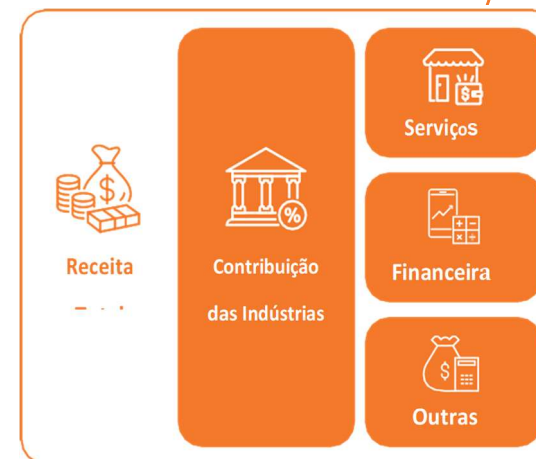 Receita
Contribuição
das Indústrias
Serviços
Financeira
Outras